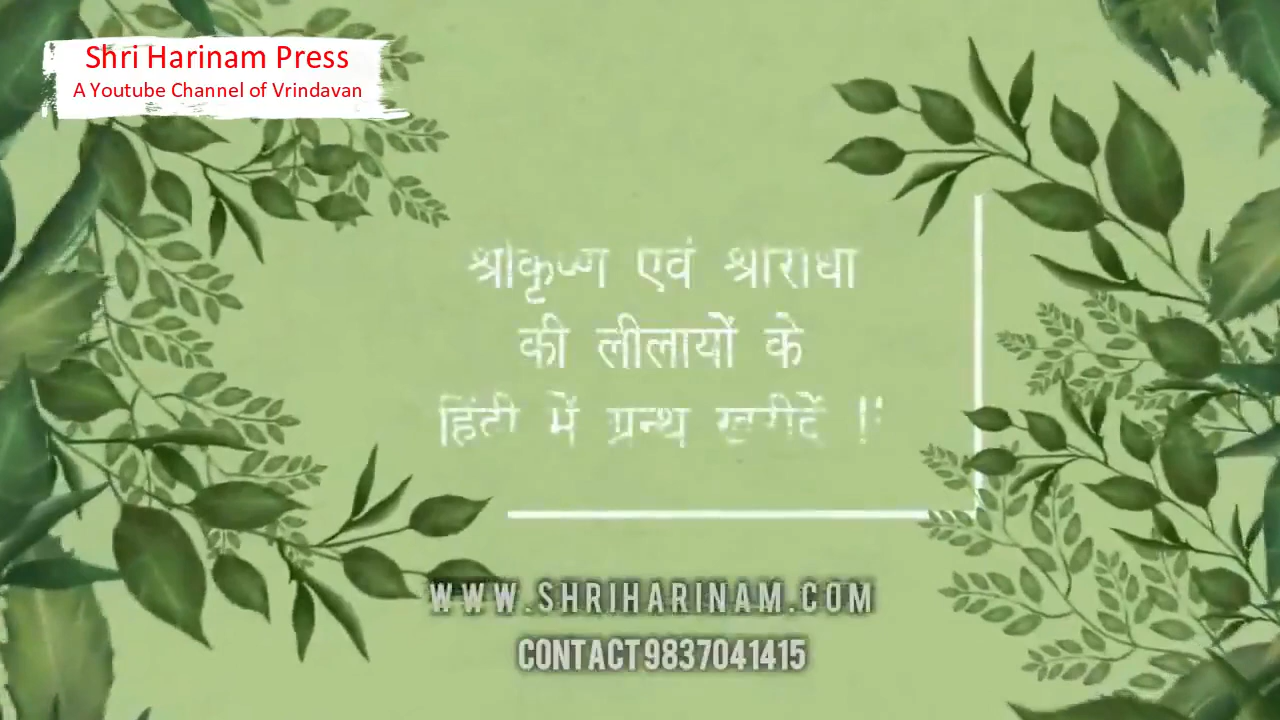 Shri Harinam Press
A Youtube Channel of Vrindavan
श्रीकृष्ण एवं श्रीराधा
की लीलायों के
हिंदी में ग्रन्थ खरीदें !!
WWW.SHRIHARINAM.COM
CONTACT 9837041415